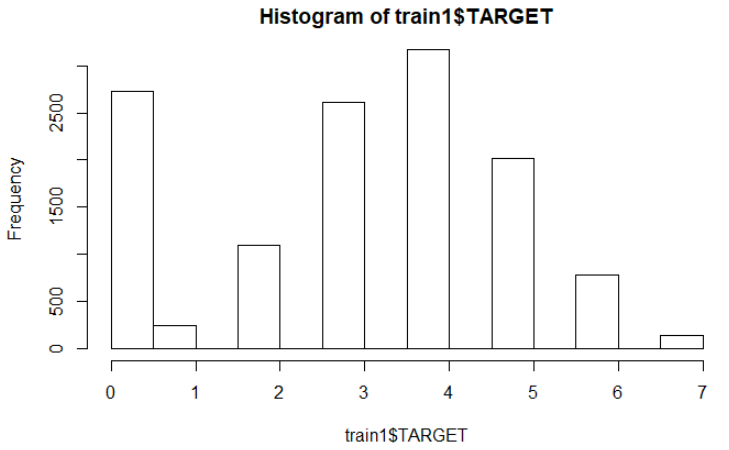 Histogram of train1$TARGET
Frequency
2500
1500
500
0
0 1 2 3 4 5 6 7
train1$TARGET